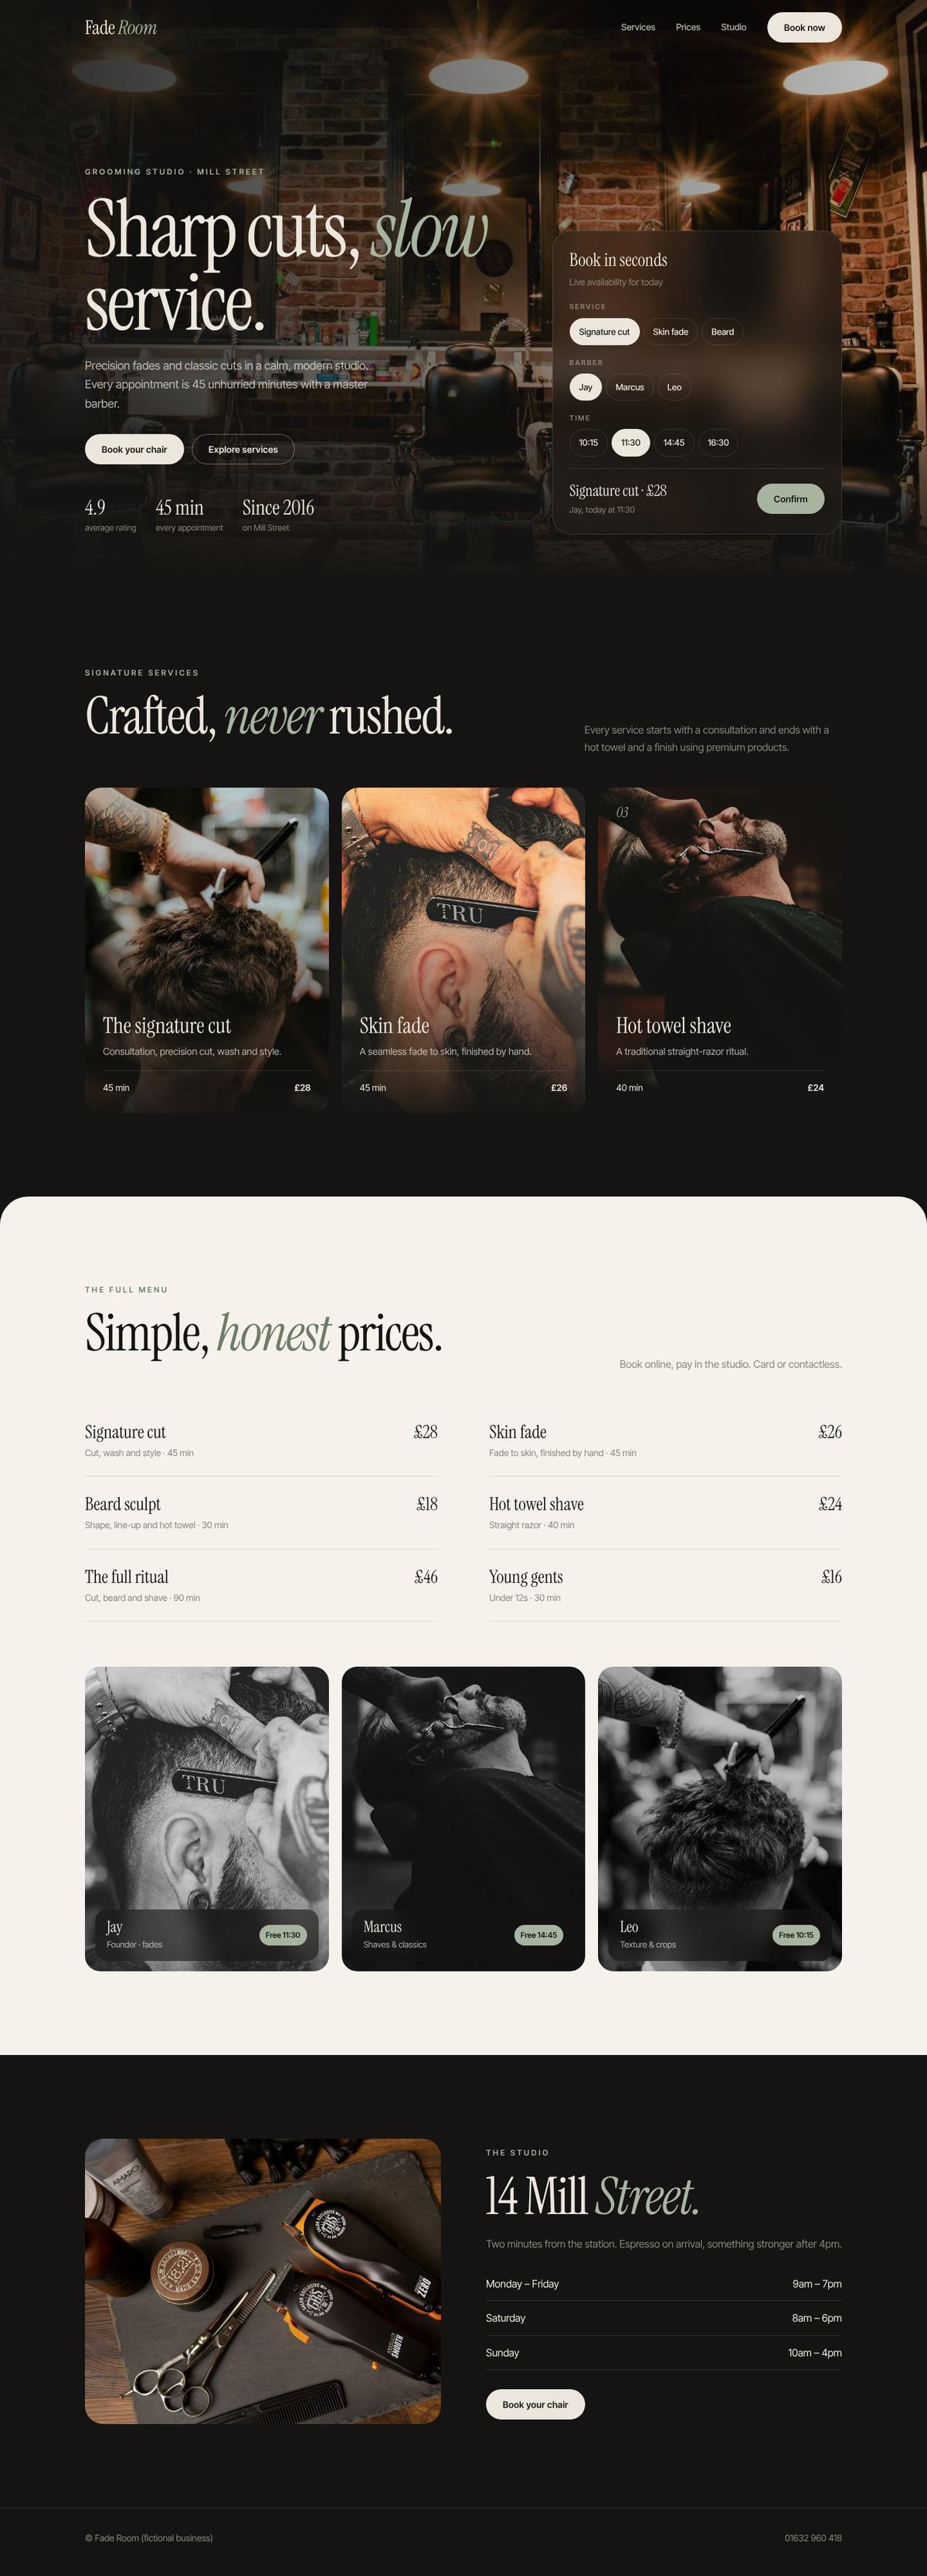 Fade Room
Services
Prices
Studio
Book now
GROOMING STUDIO · MILL STREET
Sharp cuts, slow
service.
Precision fades and classic cuts in a calm, modern studio.
Every appointment is 45 unhurried minutes with a master
barber.
Book your chair
Explore services
4.9
average rating
45 min
every appointment
Since 2016
on Mill Street
Book in seconds
Live availability for today
SERVICE
Signature cut
Skin fade
Beard
BARBER
Jay
Marcus
Leo
TIME
10:15
11:30
14:45
16:30
Signature cut · £28
Jay, today at 11:30
Confirm
SIGNATURE SERVICES
Crafted, never rushed.
Every service starts with a consultation and ends with a
hot towel and a finish using premium products.
The signature cut
Consultation, precision cut, wash and style.
45 min
£28
TRU
Skin fade
A seamless fade to skin, finished by hand.
45 min
£26
03
Hot towel shave
A traditional straight-razor ritual.
40 min
£24
THE FULL MENU
Simple, honest prices.
Book online, pay in the studio. Card or contactless.
Signature cut
£28
Cut, wash and style · 45 min
Skin fade
£26
Fade to skin, finished by hand · 45 min
Beard sculpt
£18
Shape, line-up and hot towel · 30 min
Hot towel shave
£24
Straight razor · 40 min
The full ritual
£46
Cut, beard and shave · 90 min
Young gents
£16
Under 12s · 30 min
TRU
Jay
Founder · fades
Free 11:30
Marcus
Shaves & classics
Free 14:45
Leo
Texture & crops
Free 10:15
THE STUDIO
14 Mill Street.
Two minutes from the station. Espresso on arrival, something stronger after 4pm.
Monday – Friday
9am – 7pm
Saturday
8am – 6pm
Sunday
10am – 4pm
Book your chair
© Fade Room (fictional business)
01632 960 418